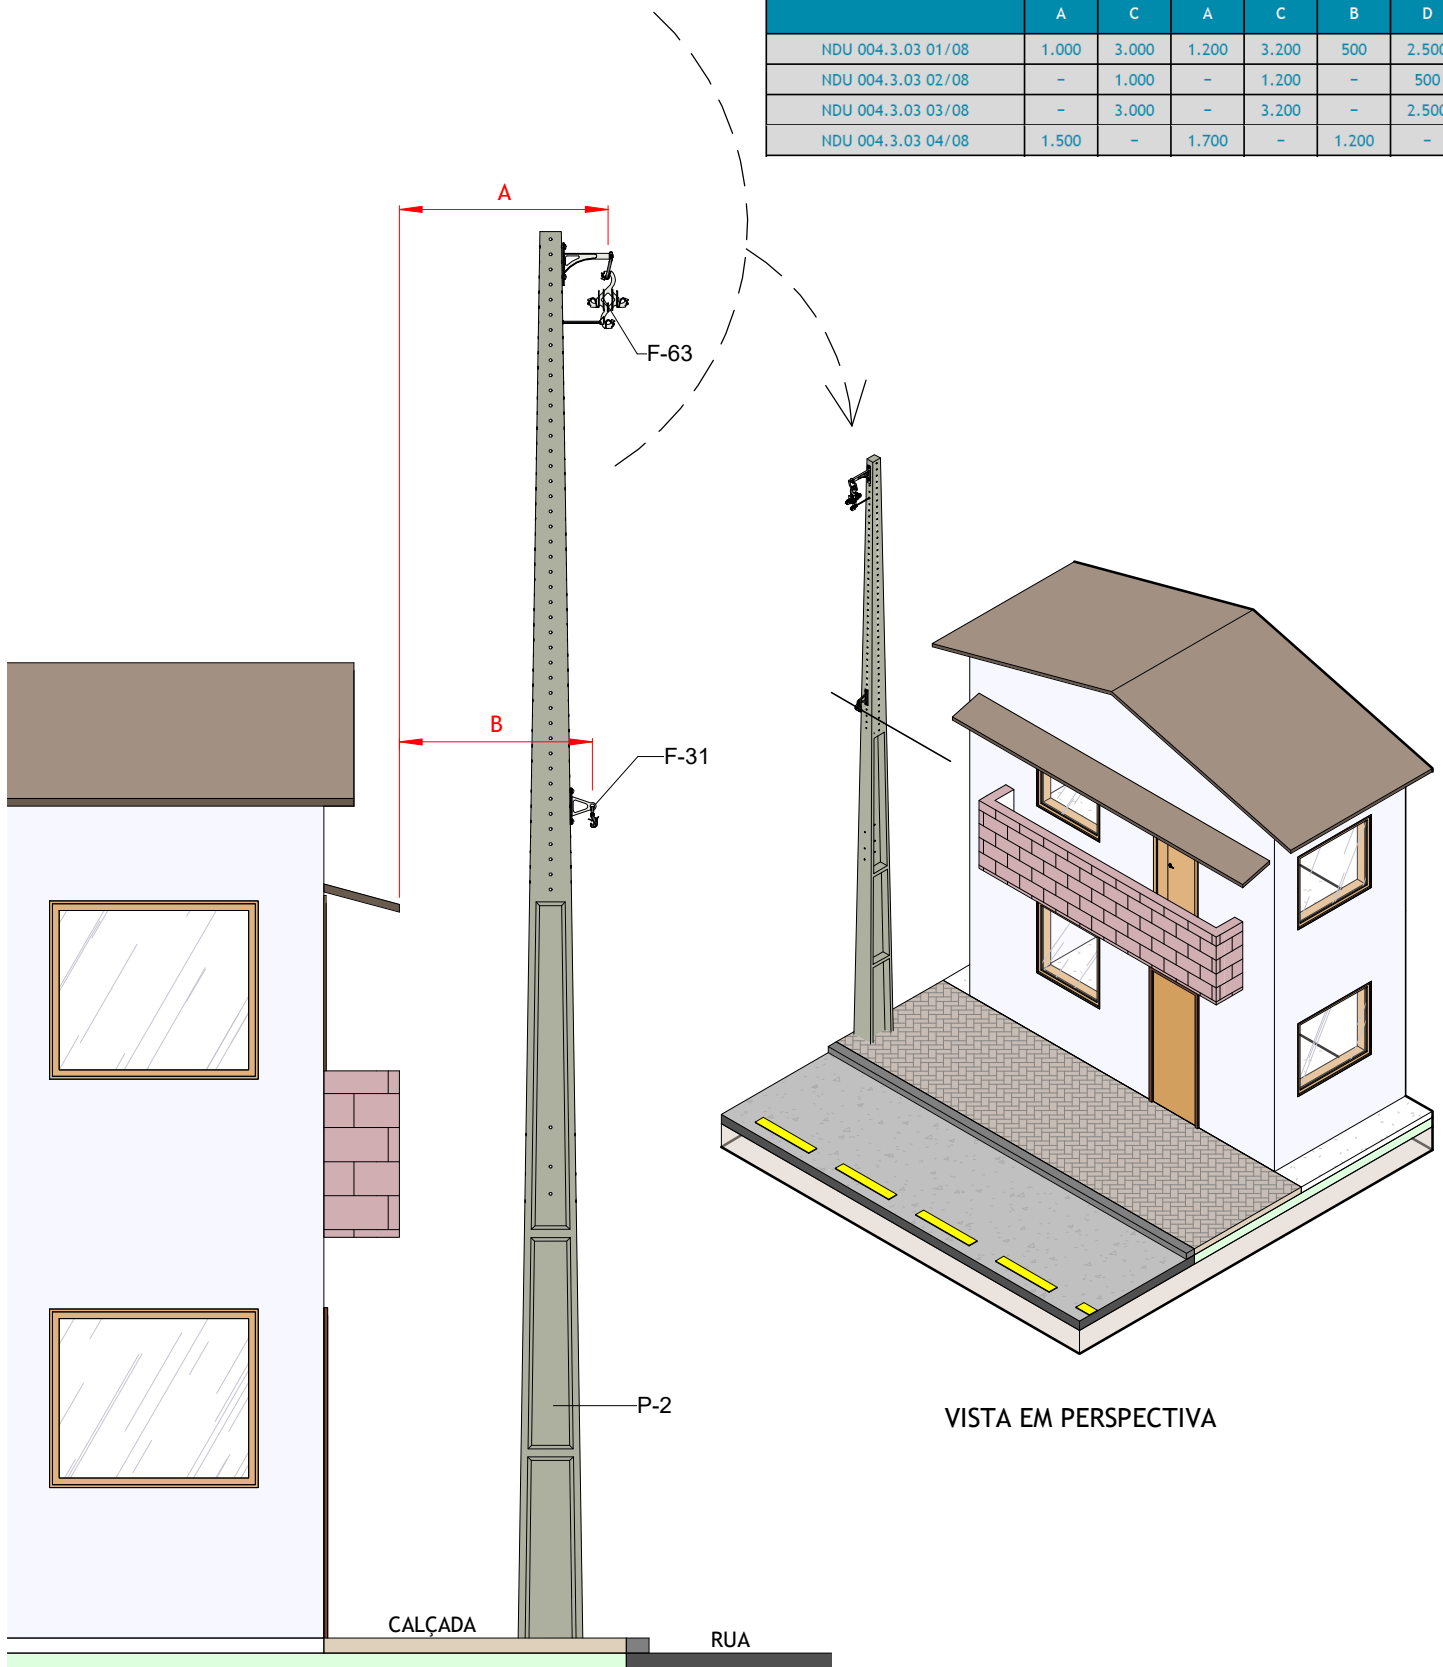 A C A C B D
NDU 004.3.03 01/08 1.000 3.000 1.200 3.200 500 2.500
NDU 004.3.03 02/08 - 1.000 - 1.200 - 500
NDU 004.3.03 03/08 - 3.000 - 3.200 - 2.500
NDU 004.3.03 04/08 1.500 - 1.700 - 1.200 -
A
F-63
B
F-31
P-2
VISTA EM PERSPECTIVA
CALÇADA
RUA